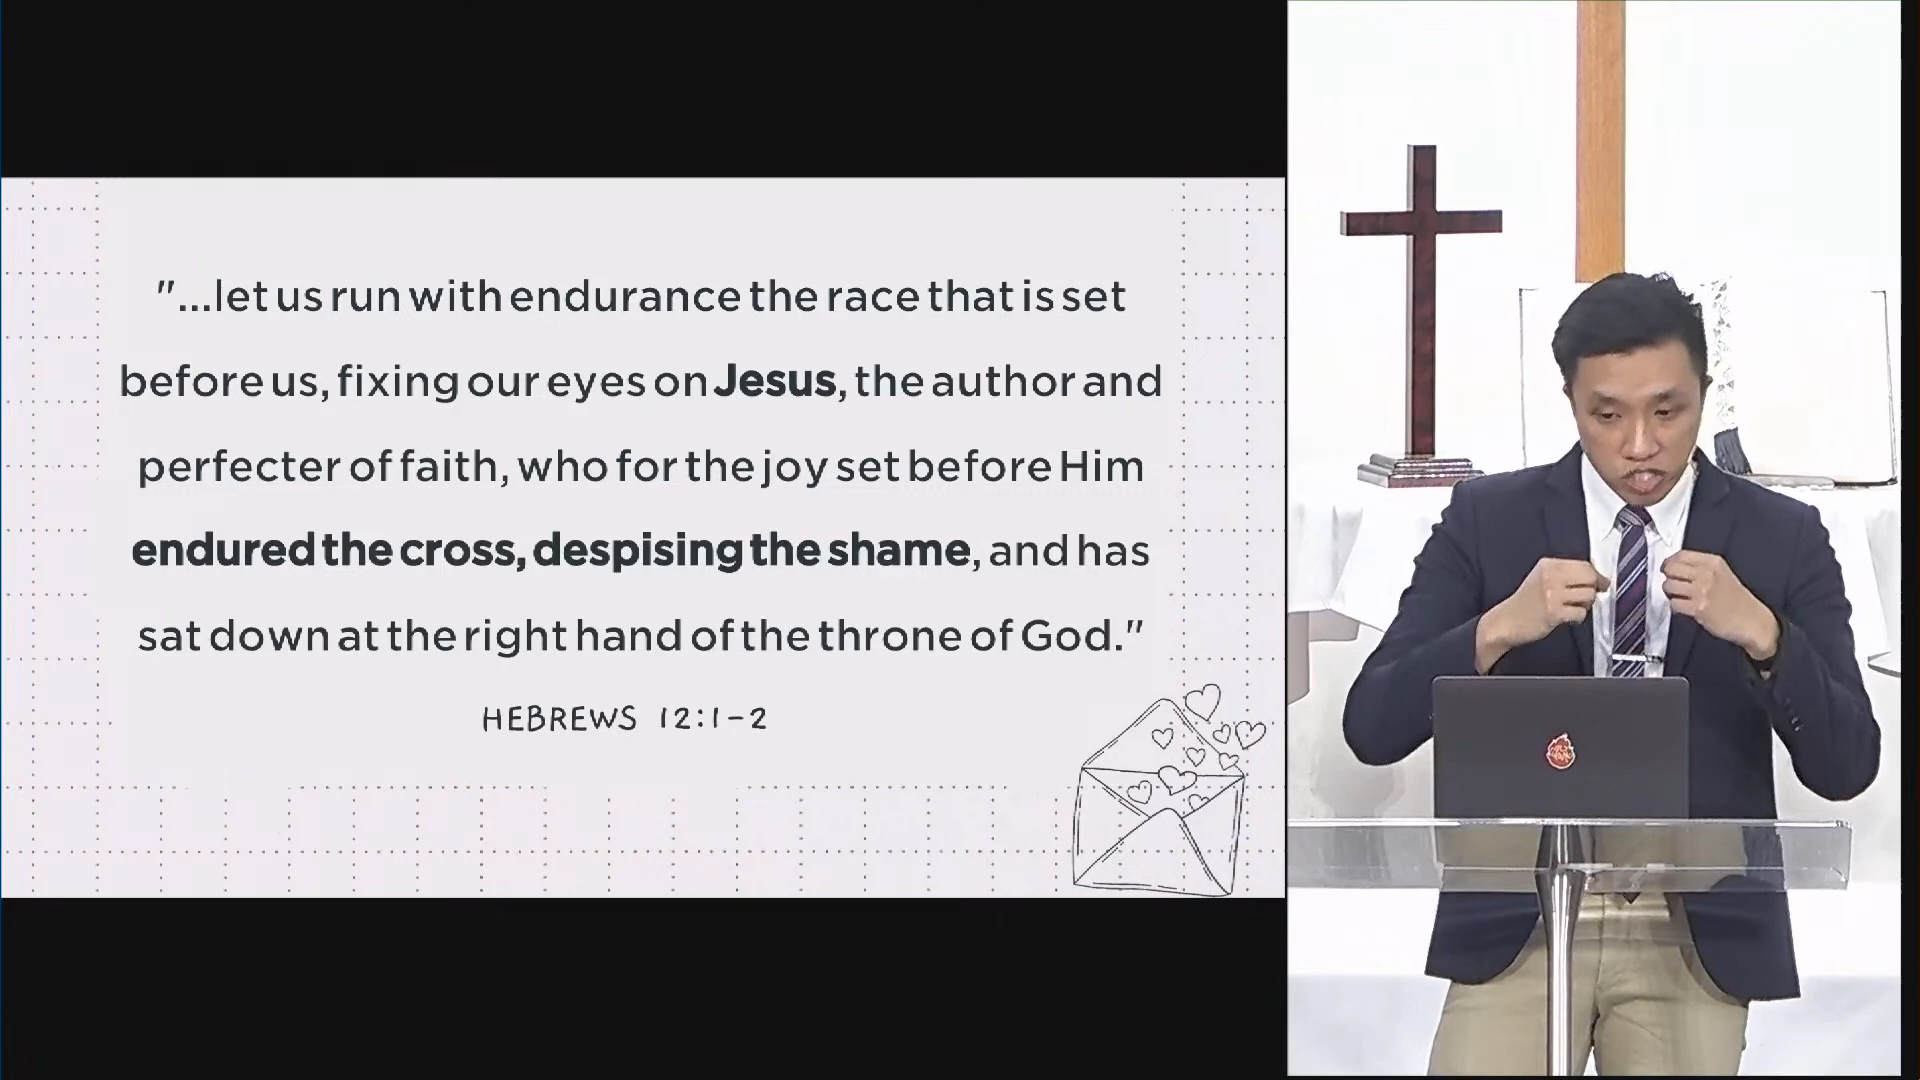 "...let us run with endurance the race that is set
before us, fixing our eyes on Jesus, the author and
perfecter of faith, who for the joy set before Him
endured the cross, despising the shame, and has
sat down at the right hand of the throne of God."
HEBREWS 12:1-2